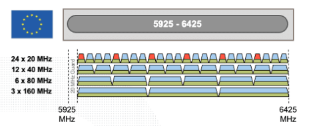 5925 - 6425
24 x 20 MHz
12 x 40 MHz
6 x 80 MHz
3 x 160 MHz
5925
MHz
6425
MHz